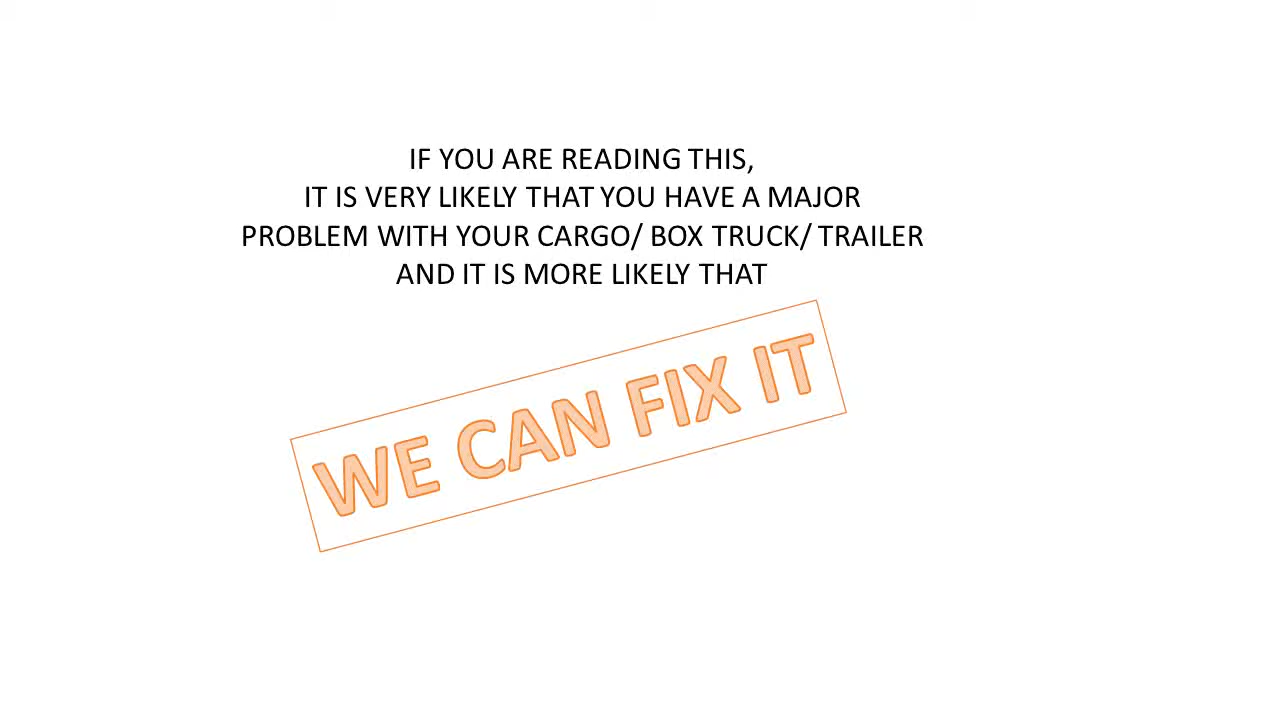 IF YOU ARE READING THIS,
IT IS VERY LIKELY THAT YOU HAVE A MAJOR
PROBLEM WITH YOUR CARGO/ BOX TRUCK/ TRAILER
AND IT IS MORE LIKELY THAT
WE CAN FIX IT